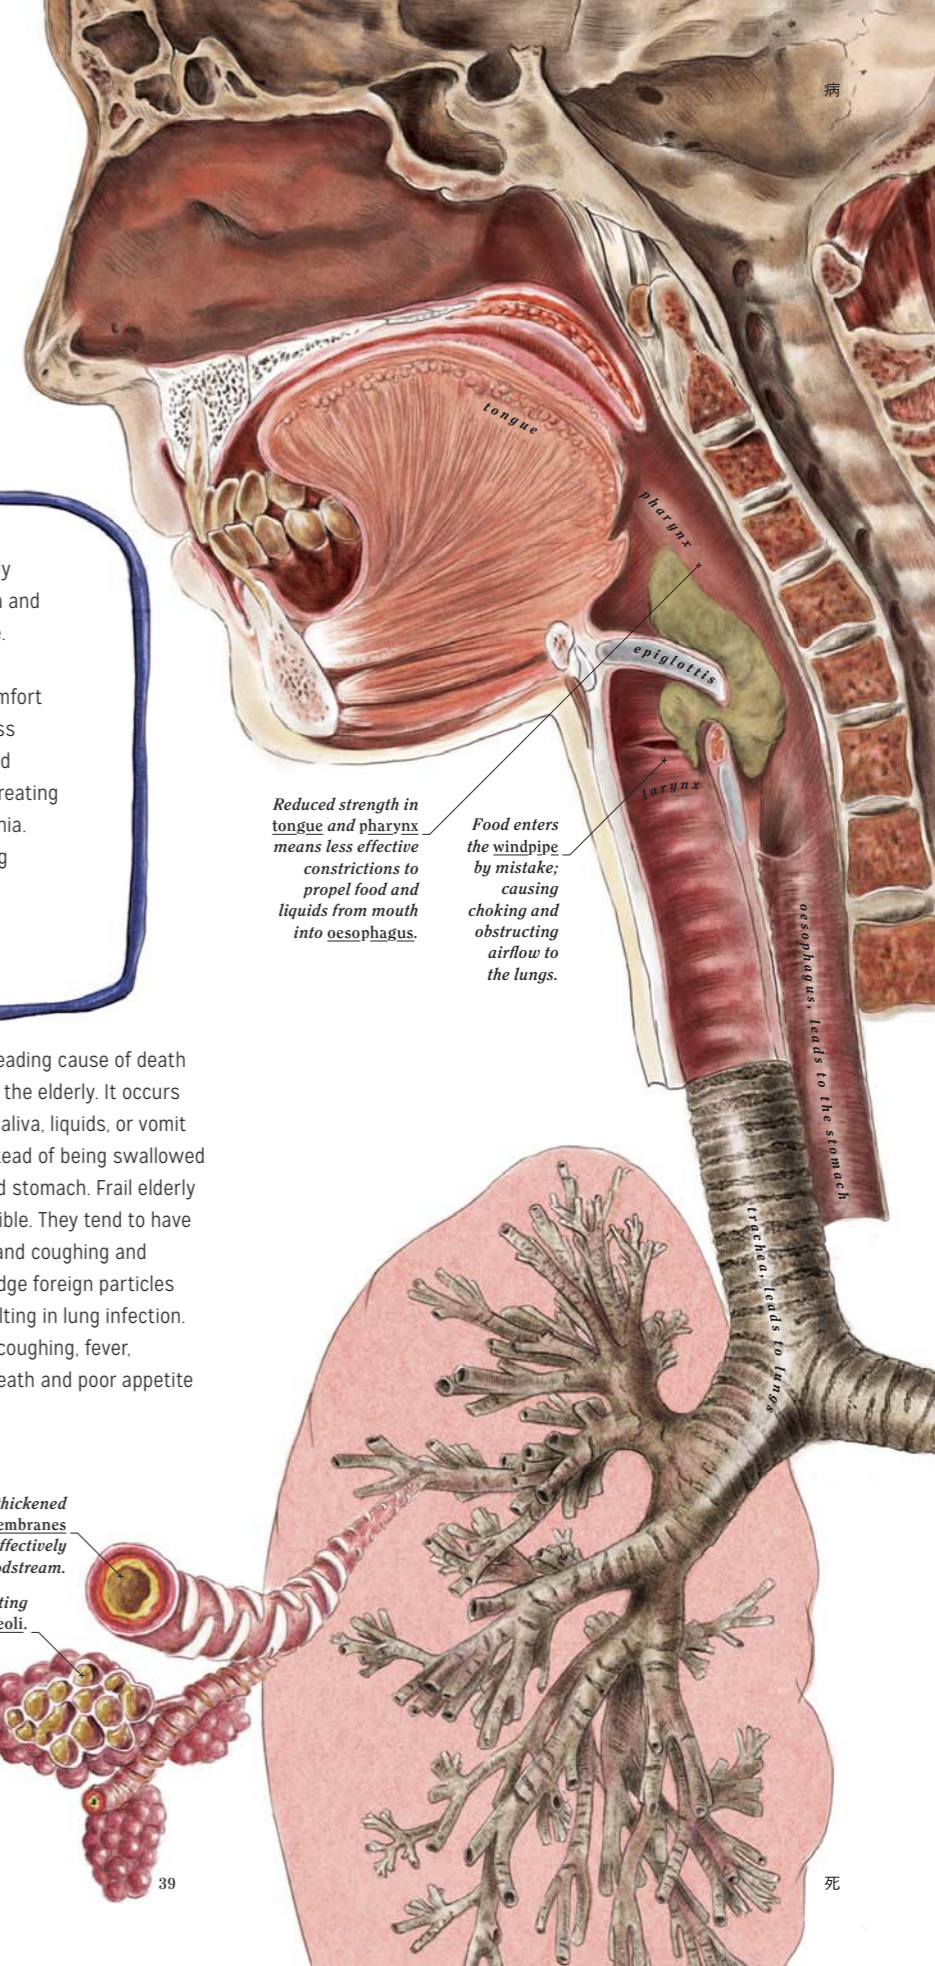 病
tongue
pharynx
epiglottis
larynx
y
and
mfort
ss
d
reating
nia.
g
Reduced strength in
tongue and pharynx
means less effective
constrictions to
propel food and
liquids from mouth
into oesophagus.
Food enters
the windpipe
by mistake;
causing
choking and
obstructing
airflow to
the lungs.
oesophagus, leads to the stomach
trachea, leads to lungs
eading cause of death
the elderly. It occurs
saliva, liquids, or vomit
tead of being swallowed
d stomach. Frail elderly
ible. They tend to have
and coughing and
dge foreign particles
lting in lung infection.
coughing, fever,
eath and poor appetite
thickened
embranes
ffectively
odstream.
ting
eoli.
39
死